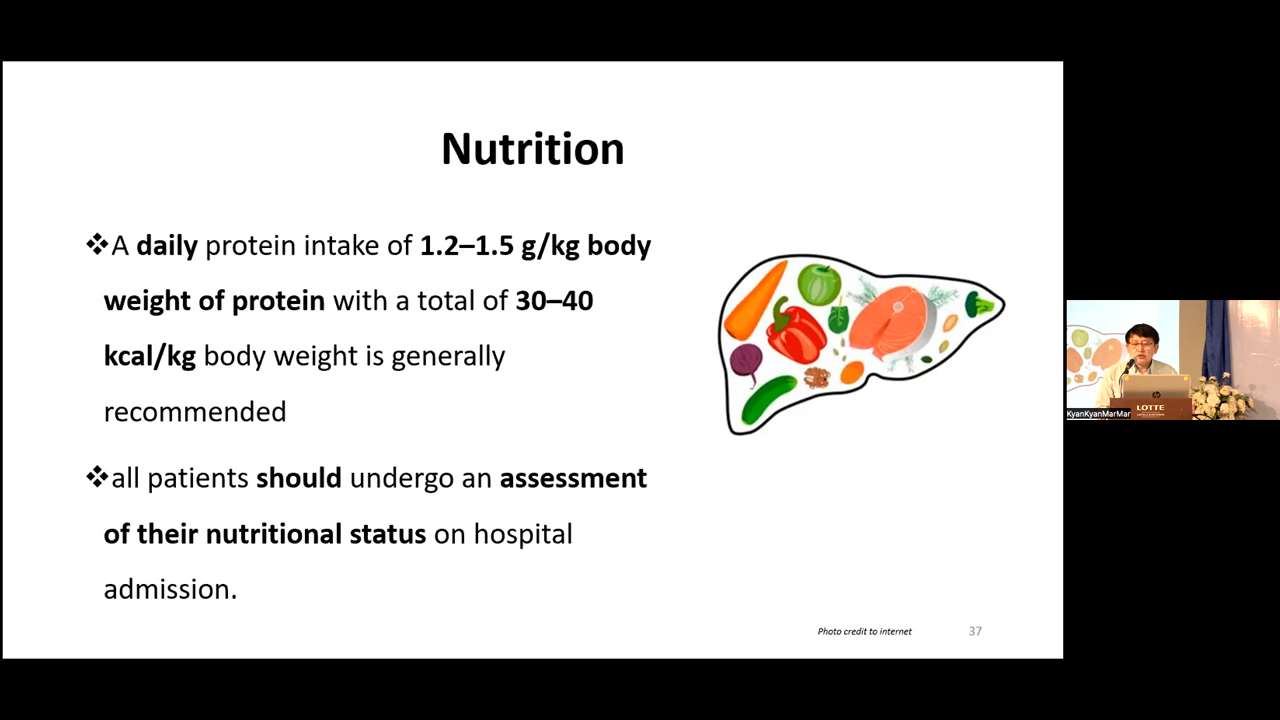 Nutrition
❖A daily protein intake of 1.2–1.5 g/kg body
weight of protein with a total of 30–40
kcal/kg body weight is generally
recommended
❖all patients should undergo an assessment
of their nutritional status on hospital
admission.
Photo credit to internet
37
KyanKyanMarMar
LOTTE